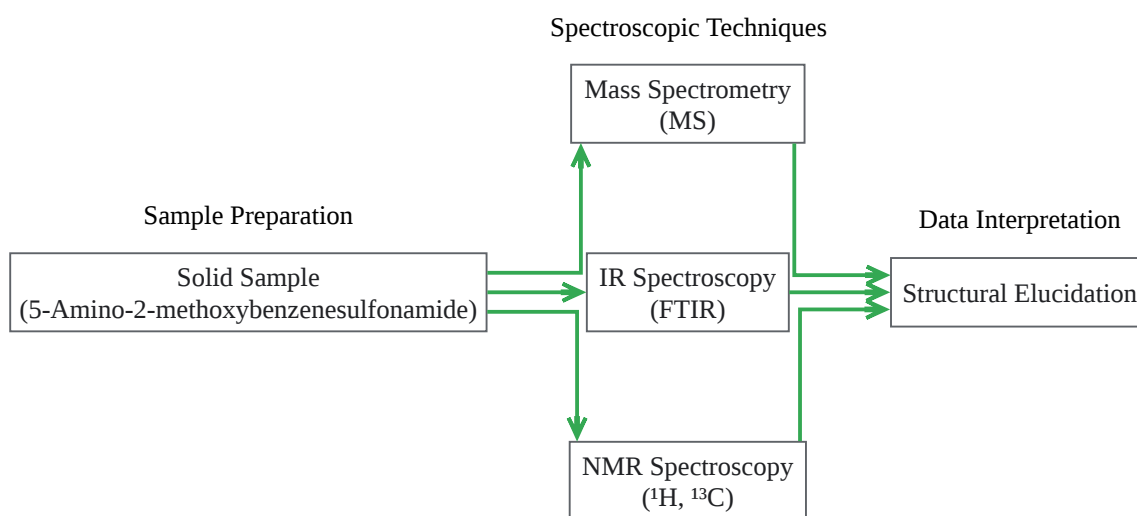 Spectroscopic Techniques
Mass Spectrometry
(MS)
Sample Preparation
Solid Sample
(5-Amino-2-methoxybenzenesulfonamide)
IR Spectroscopy
(FTIR)
Data Interpretation
Structural Elucidation
NMR Spectroscopy
(¹H, ¹³C)